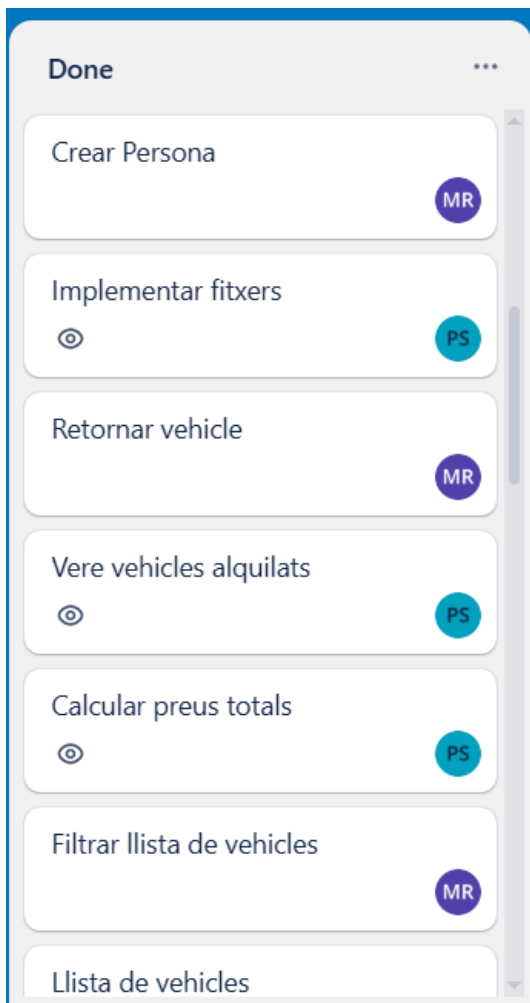 Done
Crear Persona
MR
Implementar fitxers
PS
Retornar vehicle
MR
Vere vehicles alquilats
PS
Calcular preus totals
PS
Filtrar llista de vehicles
MR
Llista de vehicles